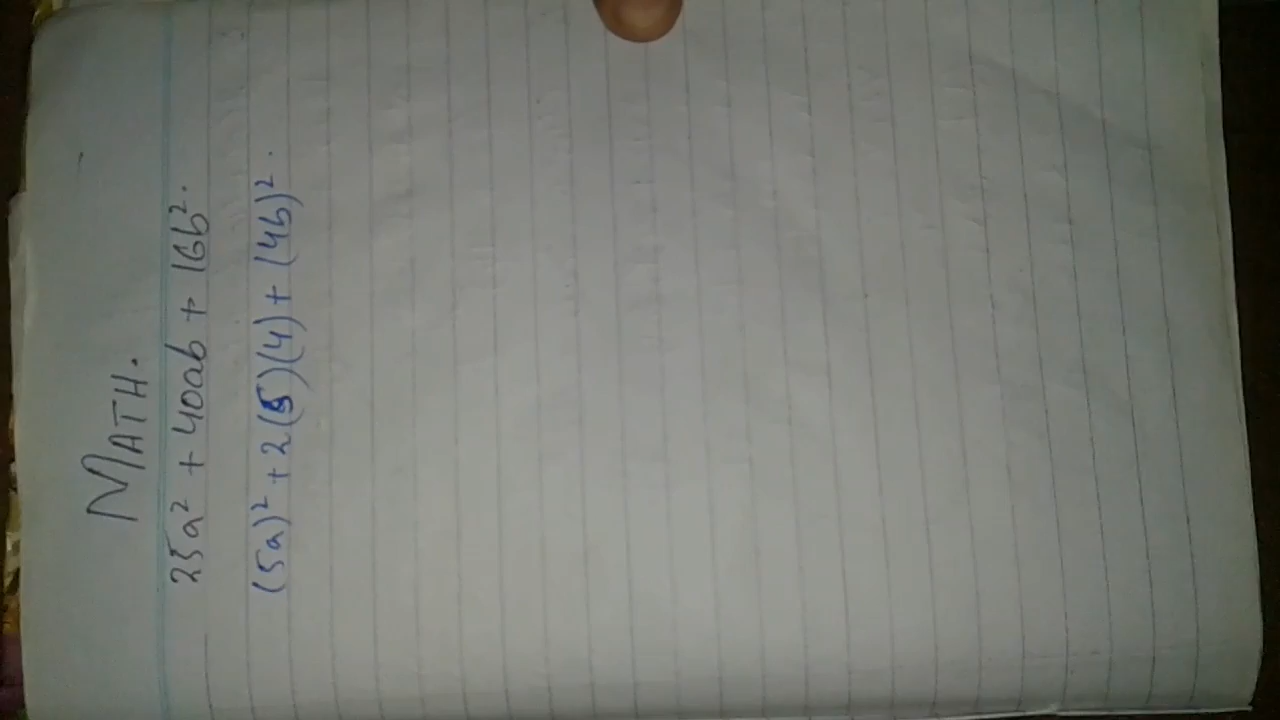 MATH.
25a² + 40ab + 16b².
(5a)² + 2(5)(4) + (4b)².